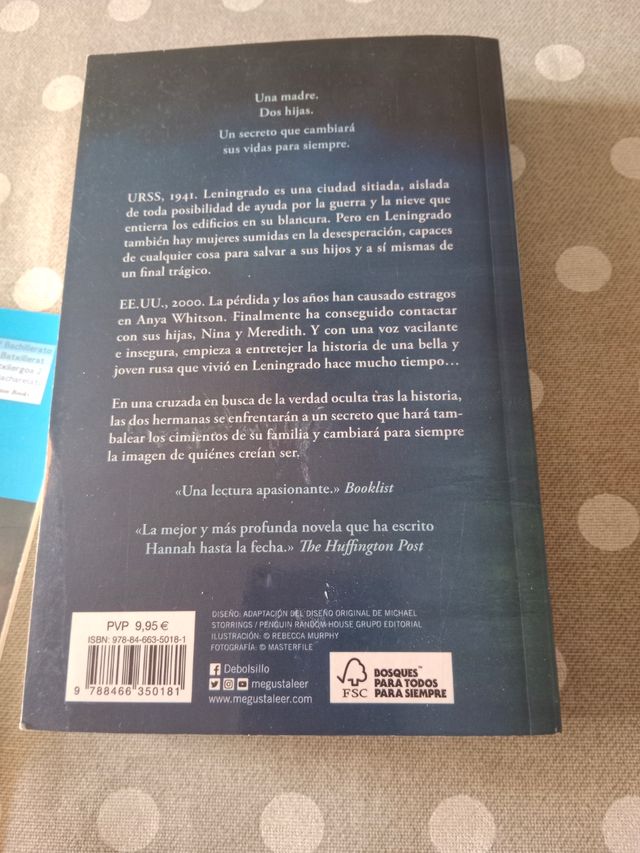 Una madre.
Dos hijas.
Un secreto que cambiará
sus vidas para siempre.
URSS, 1941. Leningrado es una ciudad sitiada, aislada
de toda posibilidad de ayuda por la guerra y la nieve que
entierra los edificios en su blancura. Pero en Leningrado
también hay mujeres sumidas en la desesperación, capaces
de cualquier cosa para salvar a sus hijos y a sí mismas de
un final trágico.
EE.UU., 2000. La pérdida y los años han causado estragos
en Anya Whitson. Finalmente ha conseguido contactar
con sus hijas, Nina y Meredith. Y con una voz vacilante
e insegura, empieza a entretejer la historia de una bella y
joven rusa que vivió en Leningrado hace mucho tiempo…
En una cruzada en busca de la verdad oculta tras la historia,
las dos hermanas se enfrentarán a un secreto que hará tam-
balear los cimientos de su familia y cambiará para siempre
la imagen de quiénes creían ser.
«Una lectura apasionante.» Booklist
«La mejor y más profunda novela que ha escrito
Hannah hasta la fecha.» The Huffington Post
PVP 9,95 €
ISBN: 978-84-663-5018-1
9 788466 350181
DISEÑO: ADAPTACIÓN DEL DISEÑO ORIGINAL DE MICHAEL
STORRINGS / PENGUIN RANDOM HOUSE GRUPO EDITORIAL
ILUSTRACIÓN: © REBECCA MURPHY
FOTOGRAFÍA: © MASTERFILE
Debolsillo
megustaleer
www.megustaleer.com
FSC
BOSQUES™
PARA TODOS
PARA SIEMPRE
Bachillerato
Batxillerat